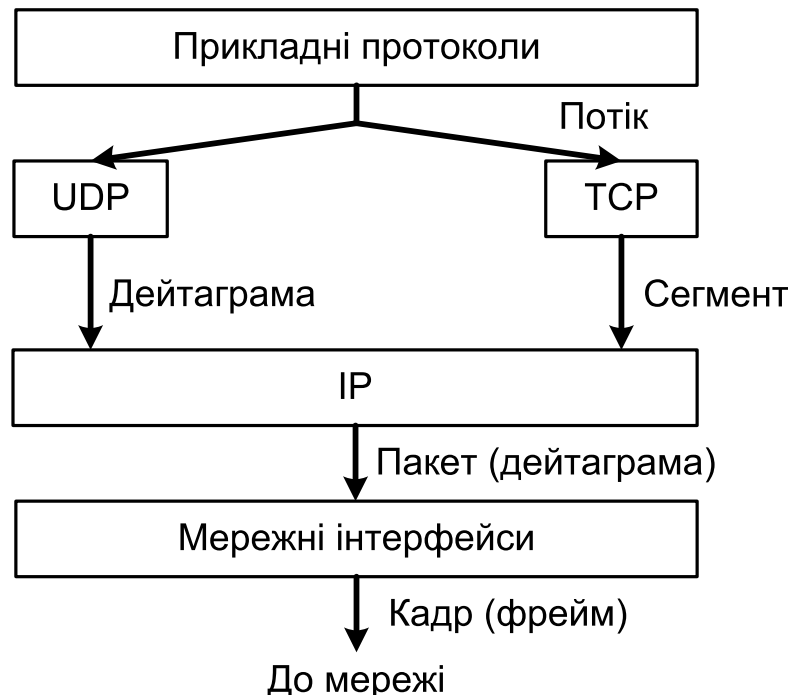 Прикладні протоколи
Потік
UDP
TCP
Дейтаграма
Сегмент
IP
Пакет (дейтаграма)
Мережні інтерфейси
Кадр (фрейм)
До мережі